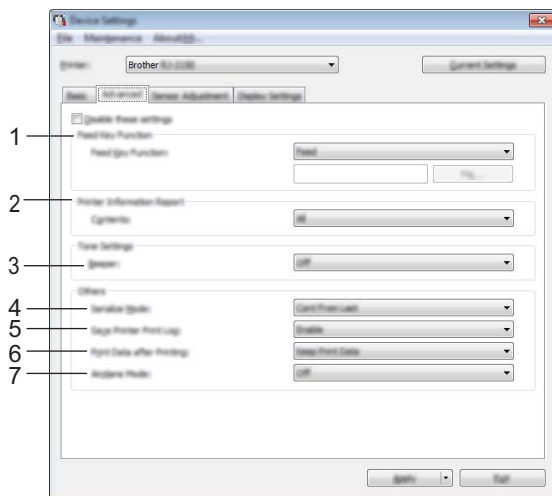 Device Settings
File Maintenance About
Printer: Brother RJ-2150 Current Settings
Basic Advanced Sensor Adjustment Display Settings
Disable these settings
1 Feed Key Function
Feed Key Function: Feed
File...
2 Printer Information Report
Contents: All
Tone Settings
3 Beeper: Off
Others
4 Serialize Mode: Cont From Last
5 Save Printer Print Log: Enable
6 Print Data after Printing: Keep Print Data
7 Airplane Mode: Off
Apply Exit